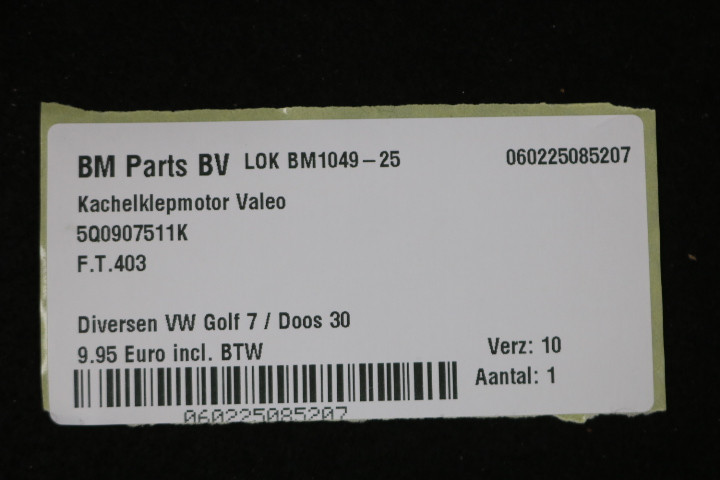 BM Parts BV LOK BM1049-25 060225085207
Kachelklepmotor Valeo
5Q0907511K
F.T.403
Diversen VW Golf 7 / Doos 30
9.95 Euro incl. BTW Verz: 10
Aantal: 1
060225085207